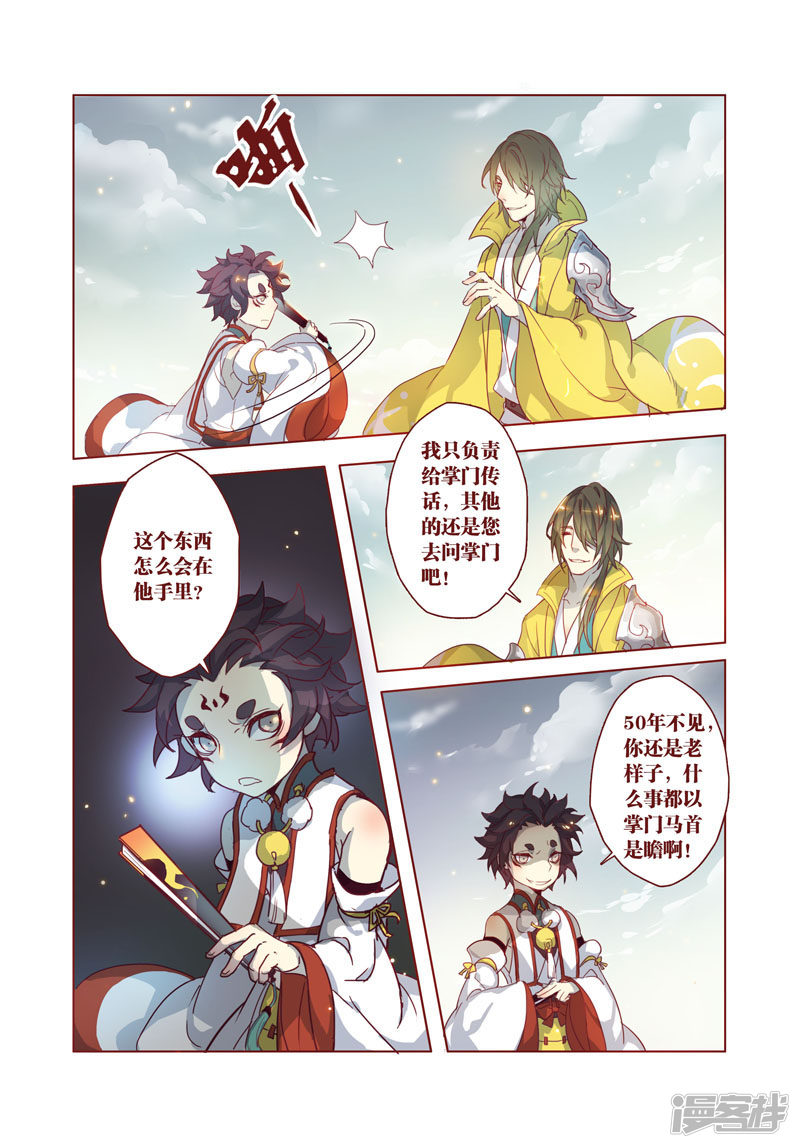 这个东西
怎么会在
他手里？
我只负责
给掌门传
话，其他
的还是您
去问掌门
吧！
50年不见，
你还是老
样子，什
么事都以
掌门马首
是瞻啊！
漫客栈